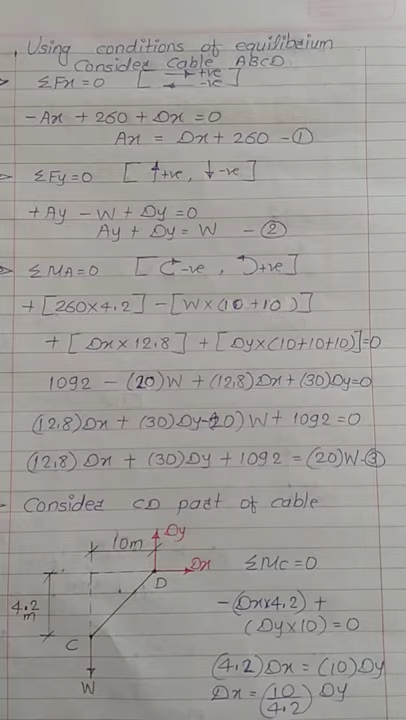 Using conditions of equilibrium
Consider Cable ABCD.
ΣFx=0 [ → +ve ← -ve ]
-Ax + 260 + Dx = 0
Ax = Dx + 260 - ①
ΣFy=0 [ ↑+ve, ↓-ve ]
+Ay - W + Dy = 0
Ay + Dy = W - ②
ΣMA=0 [ ↻-ve, ↺+ve ]
+[260×4.2] - [W×(10+10)]
+ [Dx×12.8] + [Dy×(10+10+10)]=0
1092 - (20)W + (12.8)Dx + (30)Dy=0
(12.8)Dx + (30)Dy-20)W + 1092 = 0
(12.8) Dx + (30)Dy + 1092 = (20)W-③
- Consider CD part of cable
Dy
10m
Dx
D
4.2
m
C
W
ΣMc=0
-(Dx×4.2) +
(Dy×10) = 0
(4.2)Dx = (10)Dy
Dx = (10/4.2) Dy